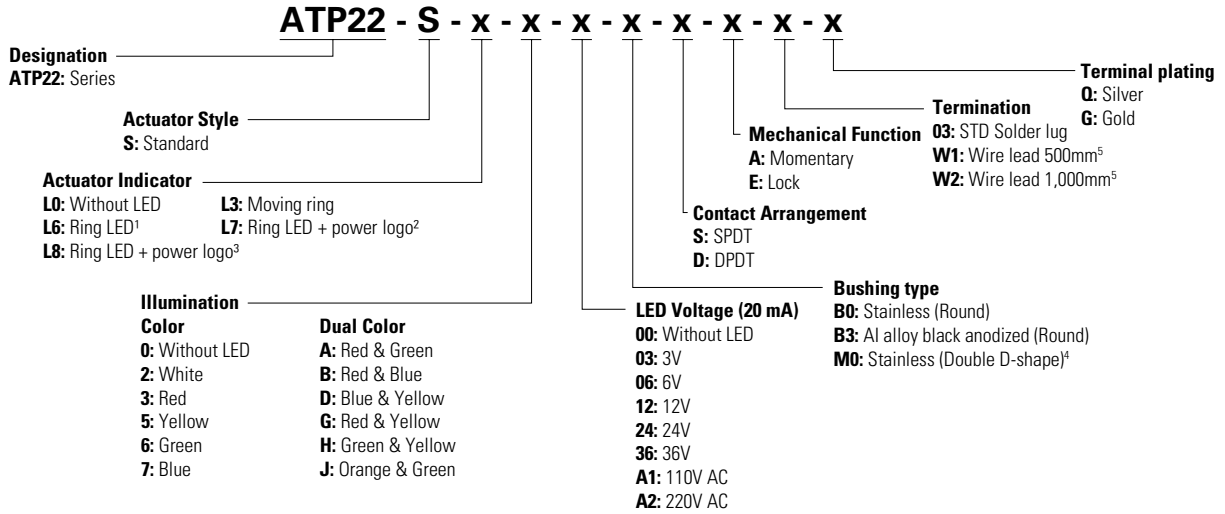 ATP22 - S - x - x - x - x - x - x - x - x
Designation
ATP22: Series
Actuator Style
S: Standard
Actuator Indicator
L0: Without LED
L3: Moving ring
L6: Ring LED¹
L7: Ring LED + power logo²
L8: Ring LED + power logo³
Illumination
Color
0: Without LED
2: White
3: Red
5: Yellow
6: Green
7: Blue
Dual Color
A: Red & Green
B: Red & Blue
D: Blue & Yellow
G: Red & Yellow
H: Green & Yellow
J: Orange & Green
LED Voltage (20 mA)
00: Without LED
03: 3V
06: 6V
12: 12V
24: 24V
36: 36V
A1: 110V AC
A2: 220V AC
Bushing type
B0: Stainless (Round)
B3: Al alloy black anodized (Round)
M0: Stainless (Double D-shape)⁴
Contact Arrangement
S: SPDT
D: DPDT
Mechanical Function
A: Momentary
E: Lock
Termination
03: STD Solder lug
W1: Wire lead 500mm⁵
W2: Wire lead 1,000mm⁵
Terminal plating
Q: Silver
G: Gold